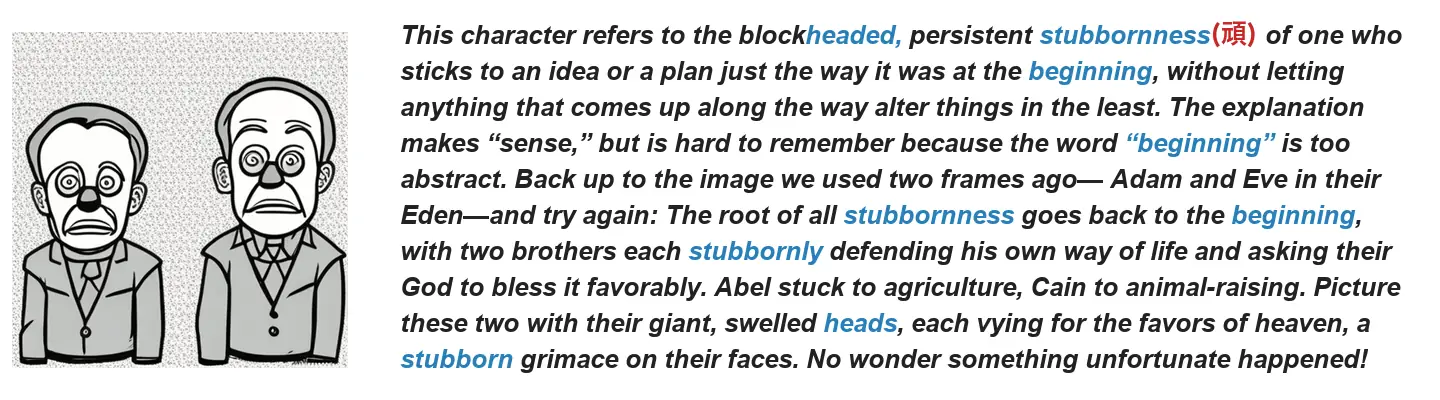 This character refers to the blockheaded, persistent stubbornness(頑) of one who
sticks to an idea or a plan just the way it was at the beginning, without letting
anything that comes up along the way alter things in the least. The explanation
makes “sense,” but is hard to remember because the word “beginning” is too
abstract. Back up to the image we used two frames ago— Adam and Eve in their
Eden—and try again: The root of all stubbornness goes back to the beginning,
with two brothers each stubbornly defending his own way of life and asking their
God to bless it favorably. Abel stuck to agriculture, Cain to animal-raising. Picture
these two with their giant, swelled heads, each vying for the favors of heaven, a
stubborn grimace on their faces. No wonder something unfortunate happened!